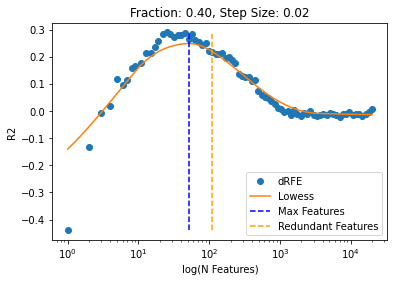 Fraction: 0.40, Step Size: 0.02
R2
0.3
0.2
0.1
0.0
−0.1
−0.2
−0.3
−0.4
dRFE
Lowess
Max Features
Redundant Features
10⁰
10¹
10²
10³
10⁴
log(N Features)